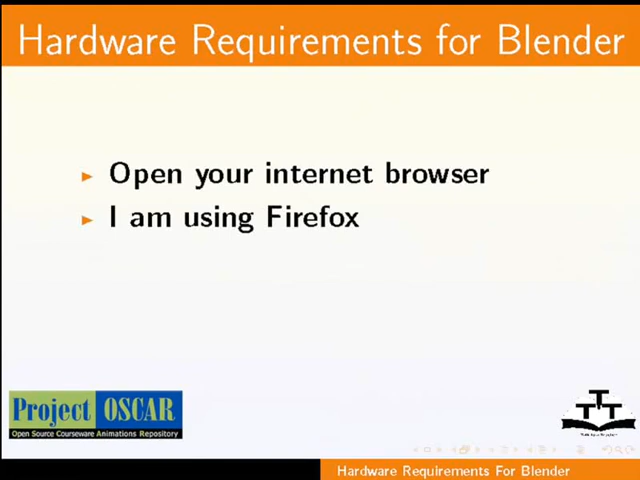 Hardware Requirements for Blender
Open your internet browser
I am using Firefox
Project OSCAR
Open Source Courseware Animations Repository
TTT
Hardware Requirements For Blender